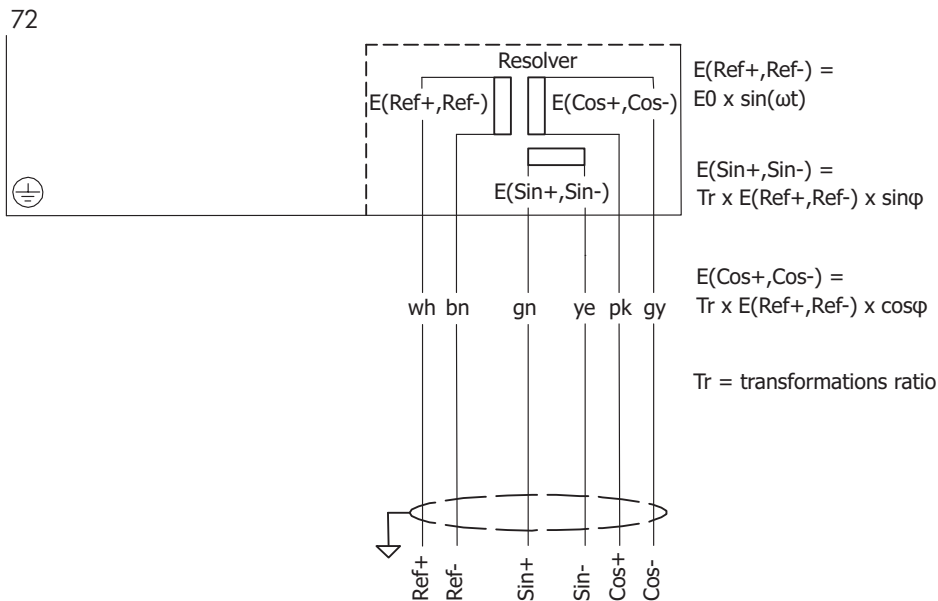 72
Resolver
E(Ref+,Ref-)
E(Cos+,Cos-)
E(Sin+,Sin-)
E(Ref+,Ref-) =
E0 x sin(ωt)
E(Sin+,Sin-) =
Tr x E(Ref+,Ref-) x sinφ
E(Cos+,Cos-) =
Tr x E(Ref+,Ref-) x cosφ
Tr = transformations ratio
wh bn gn ye pk gy
Ref+
Ref-
Sin+
Sin-
Cos+
Cos-